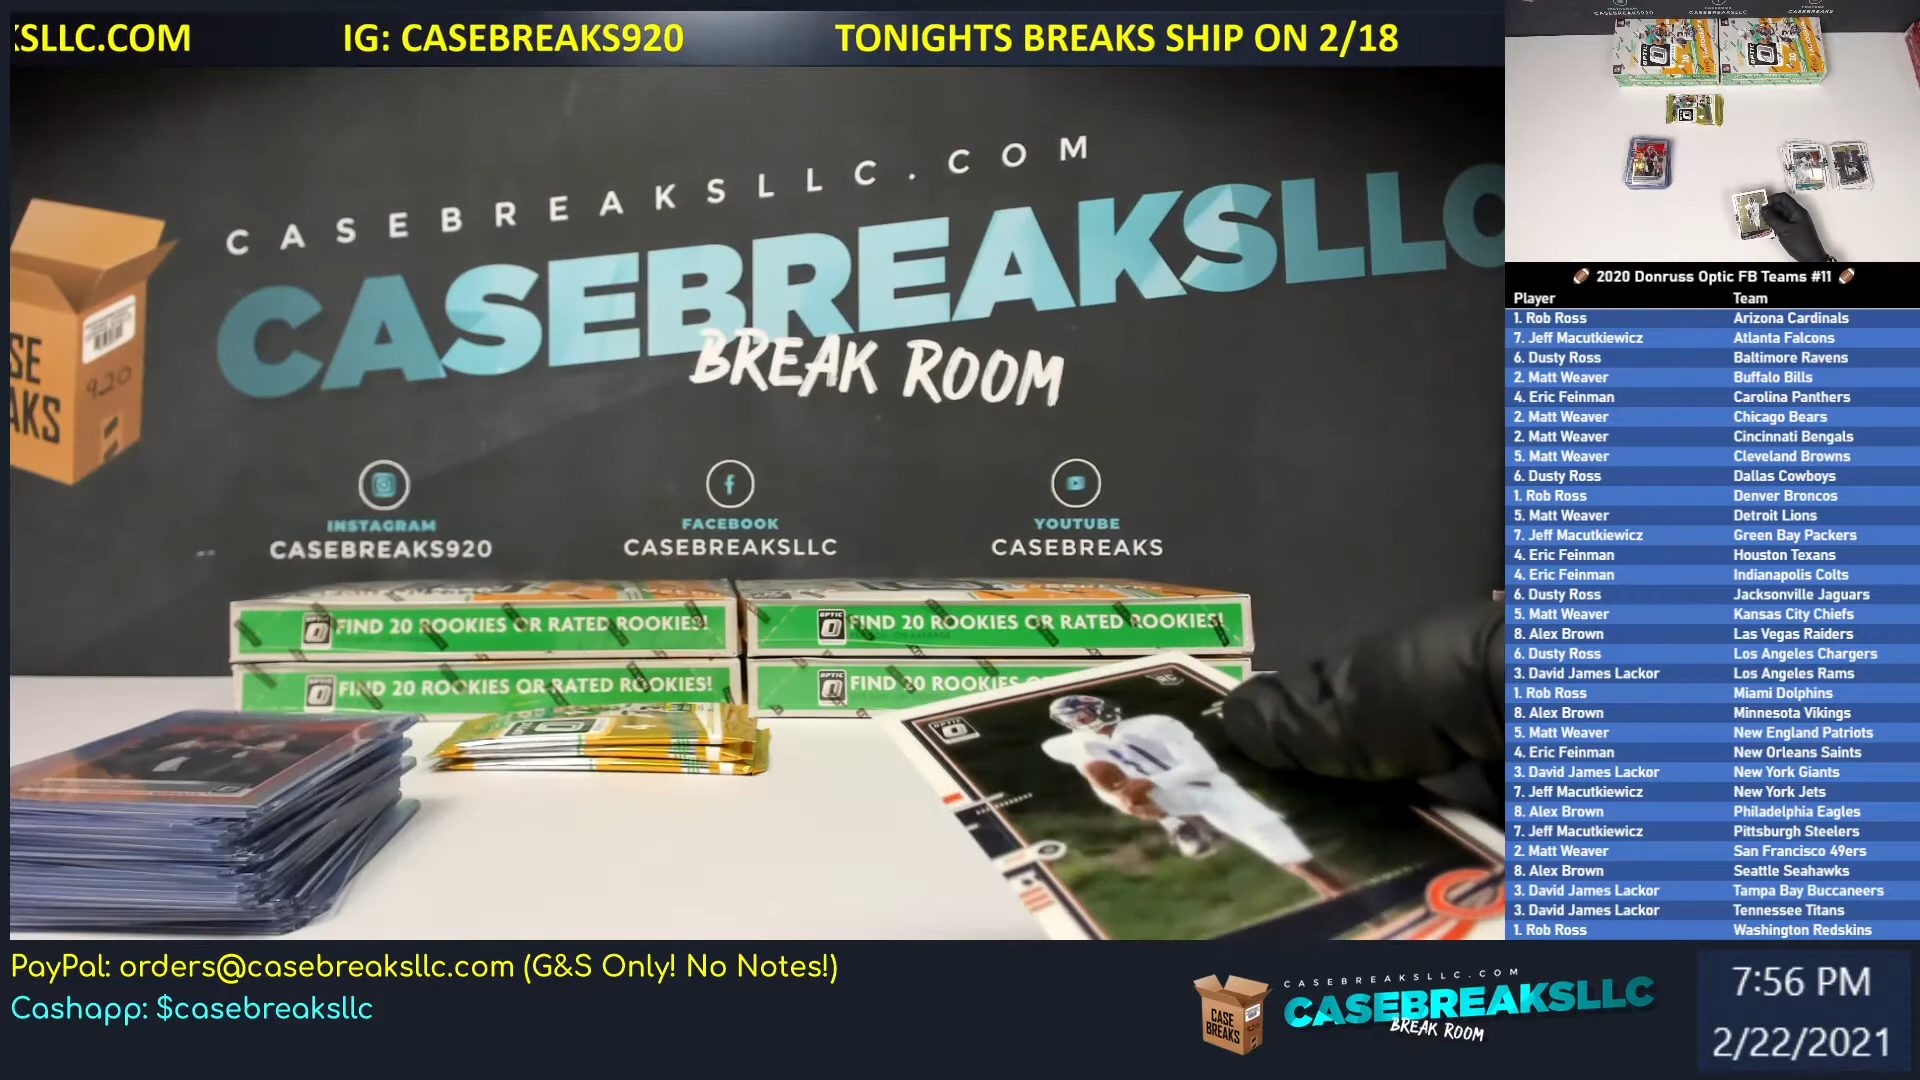 KSLLC.COM IG: CASEBREAKS920 TONIGHTS BREAKS SHIP ON 2/18
CASEBREAKSLLC.COM
CASEBREAKSLLC
BREAK ROOM
920
INSTAGRAM
CASEBREAKS920
FACEBOOK
CASEBREAKSLLC
YOUTUBE
CASEBREAKS
OPTIC FIND 20 ROOKIES OR RATED ROOKIES!
OPTIC FIND 20 ROOKIES OR RATED ROOKIES!
FIND 20 ROOKIES OR RATED ROOKIES!
FIND 20 ROOKIES
OPTIC
RC
11
🏈 2020 Donruss Optic FB Teams #11 🏈
Player Team
1. Rob Ross Arizona Cardinals
7. Jeff Macutkiewicz Atlanta Falcons
6. Dusty Ross Baltimore Ravens
2. Matt Weaver Buffalo Bills
4. Eric Feinman Carolina Panthers
2. Matt Weaver Chicago Bears
2. Matt Weaver Cincinnati Bengals
5. Matt Weaver Cleveland Browns
6. Dusty Ross Dallas Cowboys
1. Rob Ross Denver Broncos
5. Matt Weaver Detroit Lions
7. Jeff Macutkiewicz Green Bay Packers
4. Eric Feinman Houston Texans
4. Eric Feinman Indianapolis Colts
6. Dusty Ross Jacksonville Jaguars
5. Matt Weaver Kansas City Chiefs
8. Alex Brown Las Vegas Raiders
6. Dusty Ross Los Angeles Chargers
3. David James Lackor Los Angeles Rams
1. Rob Ross Miami Dolphins
8. Alex Brown Minnesota Vikings
5. Matt Weaver New England Patriots
4. Eric Feinman New Orleans Saints
3. David James Lackor New York Giants
7. Jeff Macutkiewicz New York Jets
8. Alex Brown Philadelphia Eagles
7. Jeff Macutkiewicz Pittsburgh Steelers
2. Matt Weaver San Francisco 49ers
8. Alex Brown Seattle Seahawks
3. David James Lackor Tampa Bay Buccaneers
3. David James Lackor Tennessee Titans
1. Rob Ross Washington Redskins
PayPal: orders@casebreaksllc.com (G&S Only! No Notes!)
Cashapp: $casebreaksllc
CASE BREAKS
CASEBREAKSLLC.COM
CASEBREAKSLLC
BREAK ROOM
7:56 PM
2/22/2021